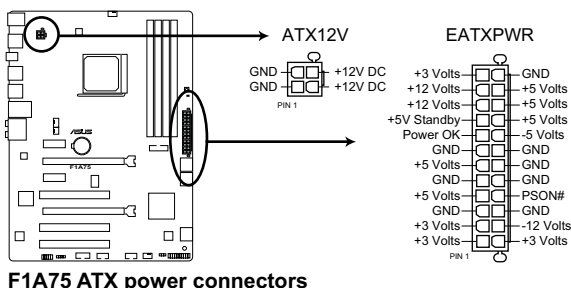 ATX12V
GND +12V DC
GND +12V DC
PIN 1
EATXPWR
+3 Volts GND
+12 Volts +5 Volts
+12 Volts +5 Volts
+5V Standby +5 Volts
Power OK -5 Volts
GND GND
+5 Volts GND
GND GND
+5 Volts PSON#
GND GND
+3 Volts -12 Volts
+3 Volts +3 Volts
PIN 1
ASUS
F1A75
F1A75 ATX power connectors